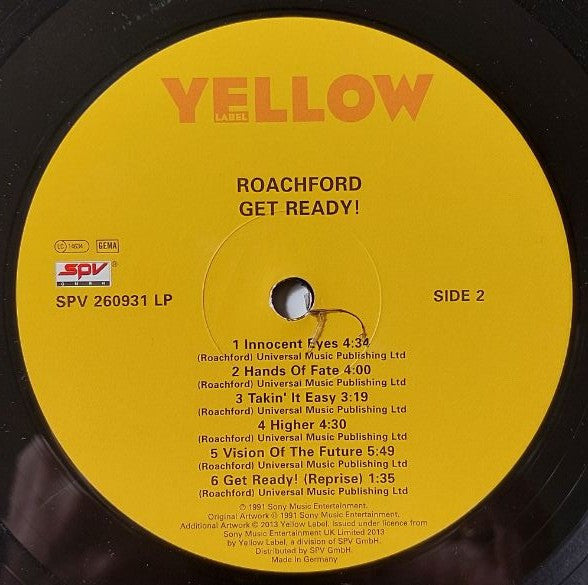 YELLOW
LABEL
ROACHFORD
GET READY!
LC 14634 GEMA
SPV®
GMBH
SPV 260931 LP
SIDE 2
1 Innocent Eyes 4:34
(Roachford) Universal Music Publishing Ltd
2 Hands Of Fate 4:00
(Roachford) Universal Music Publishing Ltd
3 Takin' It Easy 3:19
(Roachford) Universal Music Publishing Ltd
4 Higher 4:30
(Roachford) Universal Music Publishing Ltd
5 Vision Of The Future 5:49
(Roachford) Universal Music Publishing Ltd
6 Get Ready! (Reprise) 1:35
(Roachford) Universal Music Publishing Ltd
℗ 1991 Sony Music Entertainment.
Original Artwork © 1991 Sony Music Entertainment.
Additional Artwork © 2013 Yellow Label. Issued under licence from
Sony Music Entertainment UK Limited 2013
by Yellow Label, a division of SPV GmbH.
Distributed by SPV GmbH.
Made in Germany